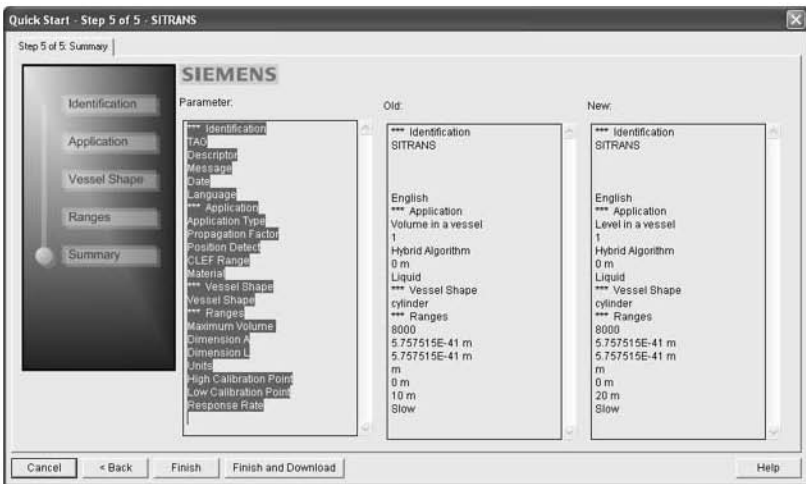 Quick Start - Step 5 of 5 - SITRANS
Step 5 of 5: Summary
SIEMENS
Identification
Application
Vessel Shape
Ranges
Summary
Parameter:
*** Identification
TAG
Descriptor
Message
Date
Language
*** Application
Application Type
Propagation Factor
Position Detect
CLEF Range
Material
*** Vessel Shape
Vessel Shape
*** Ranges
Maximum Volume
Dimension A
Dimension L
Units
High Calibration Point
Low Calibration Point
Response Rate
Old:
*** Identification
SITRANS
English
*** Application
Volume in a vessel
1
Hybrid Algorithm
0 m
Liquid
*** Vessel Shape
cylinder
*** Ranges
8000
5.757515E-41 m
5.757515E-41 m
m
0 m
10 m
Slow
New:
*** Identification
SITRANS
English
*** Application
Level in a vessel
1
Hybrid Algorithm
0 m
Liquid
*** Vessel Shape
cylinder
*** Ranges
8000
5.757515E-41 m
5.757515E-41 m
m
0 m
20 m
Slow
Cancel
< Back
Finish
Finish and Download
Help